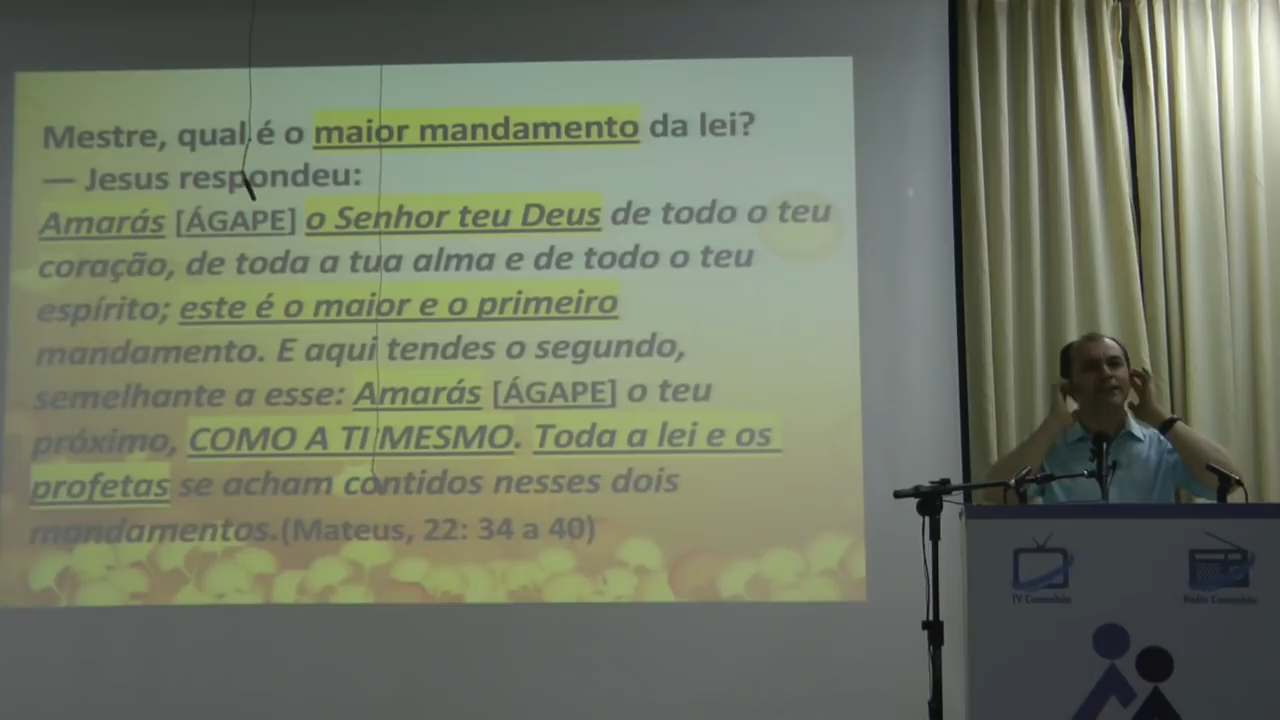 Mestre, qual é o maior mandamento da lei?
— Jesus respondeu:
Amarás [ÁGAPE] o Senhor teu Deus de todo o teu
coração, de toda a tua alma e de todo o teu
espírito; este é o maior e o primeiro
mandamento. E aqui tendes o segundo,
semelhante a esse: Amarás [ÁGAPE] o teu
próximo, COMO A TI MESMO. Toda a lei e os
profetas se acham contidos nesses dois
mandamentos.(Mateus, 22: 34 a 40)
TV
Rádio